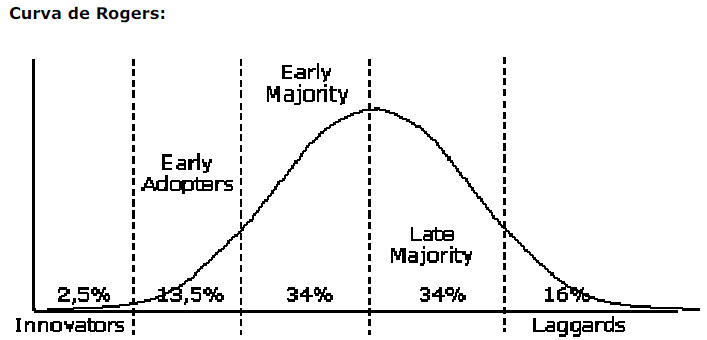 Curva de Rogers:
Early
Majority
Early
Adopters
Late
Majority
2,5%
13,5%
34%
34%
16%
Innovators
Laggards